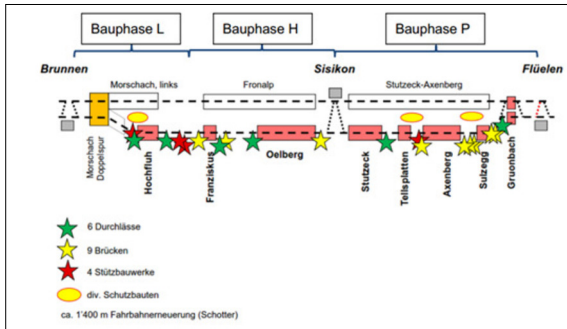 Bauphase L
Bauphase H
Bauphase P
Brunnen
Sisikon
Flüelen
Morschach, links
Fronalp
Stutzeck-Axenberg
Morschach
Doppelspur
Hochfluh
Franziskus
Oelberg
Stutzeck
Tellsplatten
Axenberg
Sulzegg
Gruonbach
6 Durchlässe
9 Brücken
4 Stützbauwerke
div. Schutzbauten
ca. 1'400 m Fahrbahnerneuerung (Schotter)